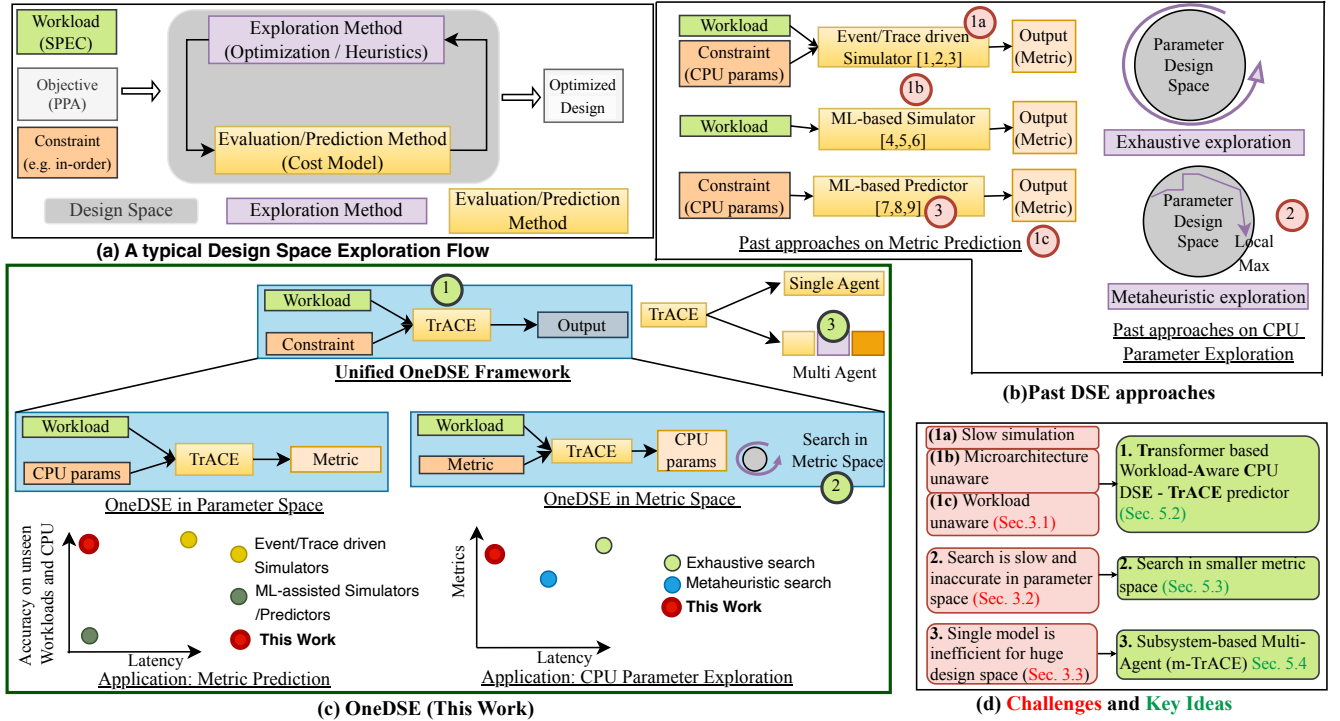 Workload
(SPEC)
Objective
(PPA)
Constraint
(e.g. in-order)
Exploration Method
(Optimization / Heuristics)
Evaluation/Prediction Method
(Cost Model)
Optimized
Design
Design Space
Exploration Method
Evaluation/Prediction
Method
(a) A typical Design Space Exploration Flow
Workload
Constraint
(CPU params)
Event/Trace driven
Simulator [1,2,3]
1a
Output
(Metric)
1b
Workload
ML-based Simulator
[4,5,6]
Output
(Metric)
Constraint
(CPU params)
ML-based Predictor
[7,8,9]
3
Output
(Metric)
Past approaches on Metric Prediction
1c
Parameter
Design
Space
Exhaustive exploration
Parameter
Design
Space
2
Local
Max
Metaheuristic exploration
Past approaches on CPU
Parameter Exploration
(b)Past DSE approaches
1
Workload
Constraint
TrACE
Output
Unified OneDSE Framework
TrACE
Single Agent
3
Multi Agent
Workload
CPU params
TrACE
Metric
OneDSE in Parameter Space
Workload
Metric
TrACE
CPU
params
Search in
Metric Space
2
OneDSE in Metric Space
Accuracy on unseen
Workloads and CPU
Latency
Event/Trace driven
Simulators
ML-assisted Simulators
/Predictors
This Work
Application: Metric Prediction
Metrics
Latency
Exhaustive search
Metaheuristic search
This Work
Application: CPU Parameter Exploration
(c) OneDSE (This Work)
(1a) Slow simulation
(1b) Microarchitecture
unaware
(1c) Workload
unaware (Sec.3.1)
1. Transformer based
Workload-Aware CPU
DSE - TrACE predictor
(Sec. 5.2)
2. Search is slow and
inaccurate in parameter
space (Sec. 3.2)
2. Search in smaller metric
space (Sec. 5.3)
3. Single model is
inefficient for huge
design space (Sec. 3.3)
3. Subsystem-based Multi-
Agent (m-TrACE) Sec. 5.4
(d) Challenges and Key Ideas